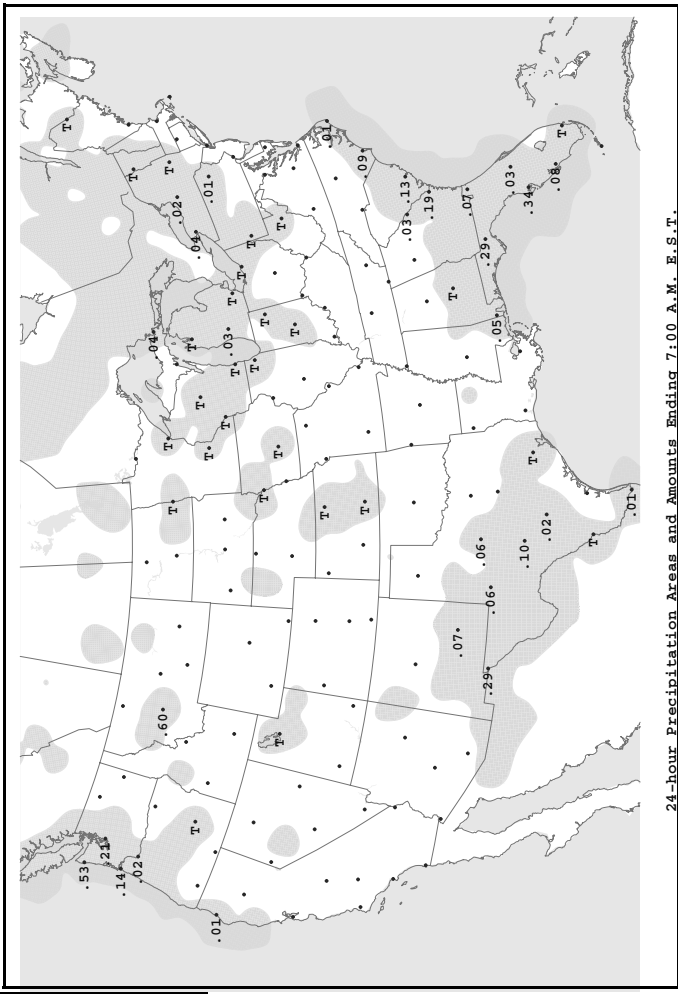 T
.53
.21
.14
T
.02
.04
.60
T
T
T
.02
T
T
.04
T
.01
T
.01
T
.03
T
T
T
T
T
T
T
T
T
T
T
T
.01
.09
T
.13
.03
.19
T
.07
.07
.06
.29
.29
.06
.05
.03
.10
.34
T
.02
.08
T
T
.01
24-hour Precipitation Areas and Amounts Ending 7:00 A.M. E.S.T.